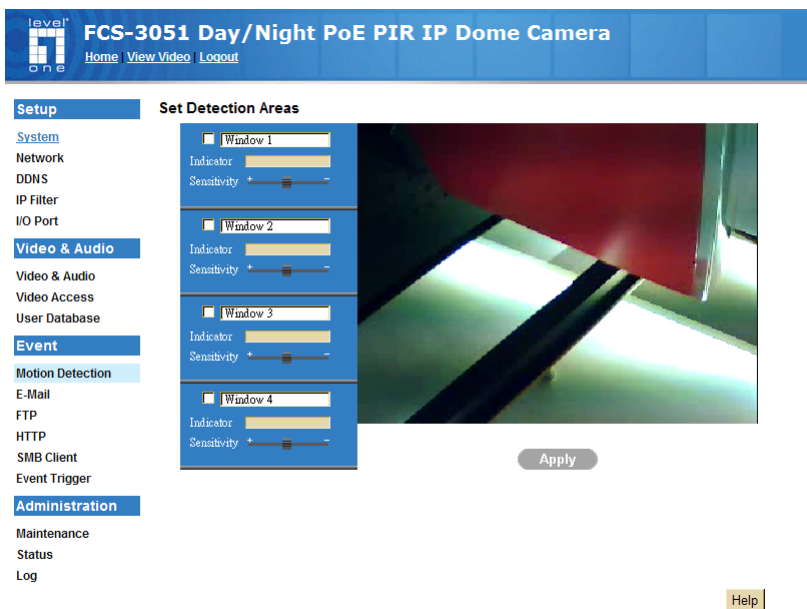 level
one
FCS-3051 Day/Night PoE PIR IP Dome Camera
Home | View Video | Logout
Setup
System
Network
DDNS
IP Filter
I/O Port
Video & Audio
Video & Audio
Video Access
User Database
Event
Motion Detection
E-Mail
FTP
HTTP
SMB Client
Event Trigger
Administration
Maintenance
Status
Log
Set Detection Areas
Window 1
Indicator
Sensitivity + -
Window 2
Indicator
Sensitivity + -
Window 3
Indicator
Sensitivity + -
Window 4
Indicator
Sensitivity + -
Apply
Help